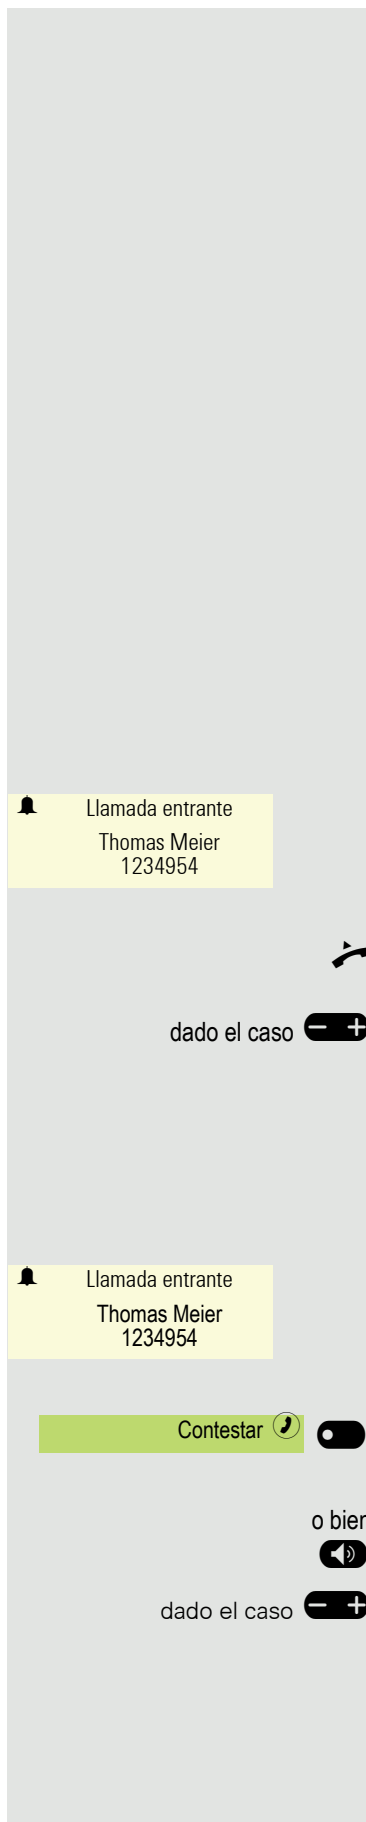 Llamada entrante
Thomas Meier
1234954
dado el caso
Llamada entrante
Thomas Meier
1234954
Contestar
o bien
dado el caso